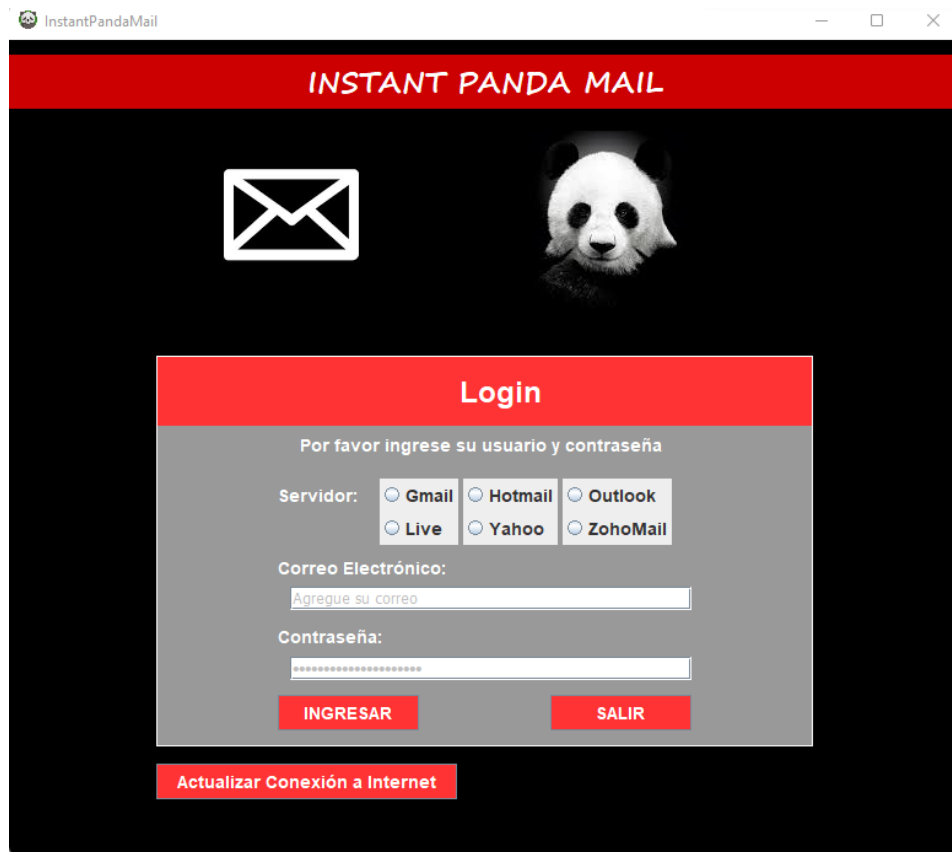 InstantPandaMail
INSTANT PANDA MAIL
Login
Por favor ingrese su usuario y contraseña
Servidor: Gmail Hotmail Outlook
Live Yahoo ZohoMail
Correo Electrónico:
Agregue su correo
Contraseña:
INGRESAR SALIR
Actualizar Conexión a Internet